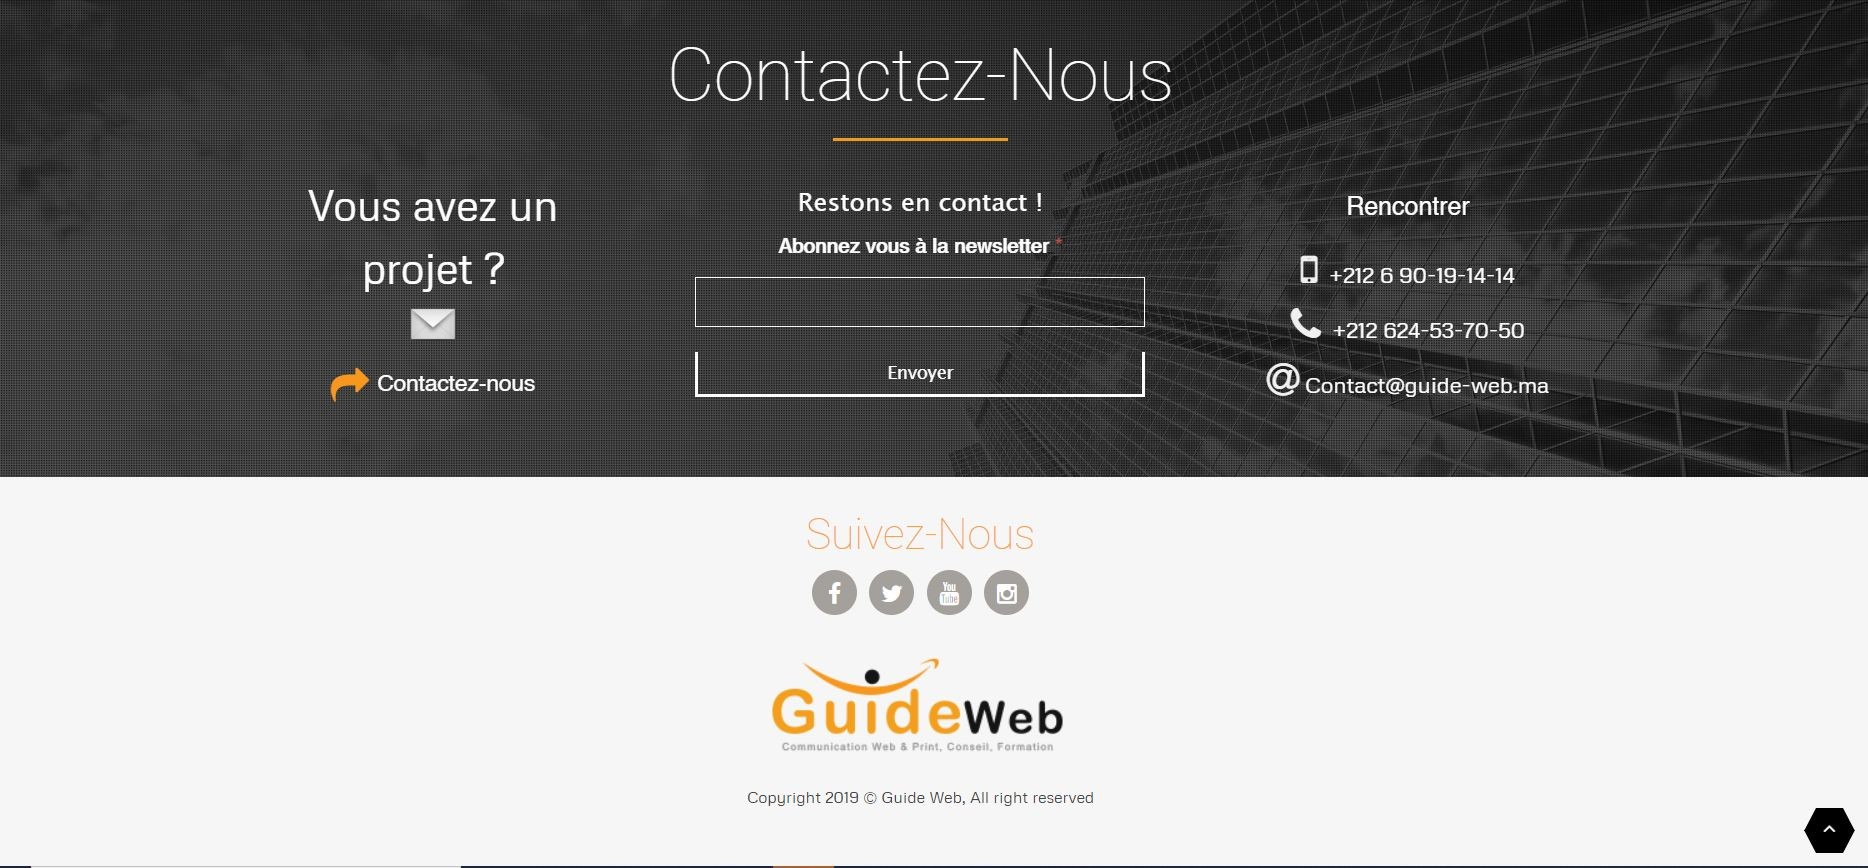 Contactez-Nous
Vous avez un
projet ?
Contactez-nous
Restons en contact !
Abonnez vous à la newsletter *
Envoyer
Rencontrer
+212 6 90-19-14-14
+212 624-53-70-50
@ Contact@guide-web.ma
Suivez-Nous
You
Tube
GuideWeb
Communication Web & Print, Conseil, Formation
Copyright 2019 © Guide Web, All right reserved